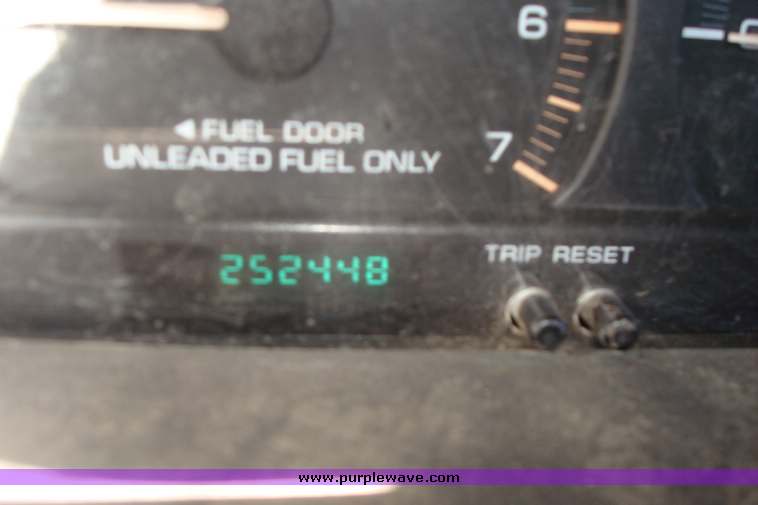 6
◄ FUEL DOOR
UNLEADED FUEL ONLY
7
252448
TRIP RESET
www.purplewave.com